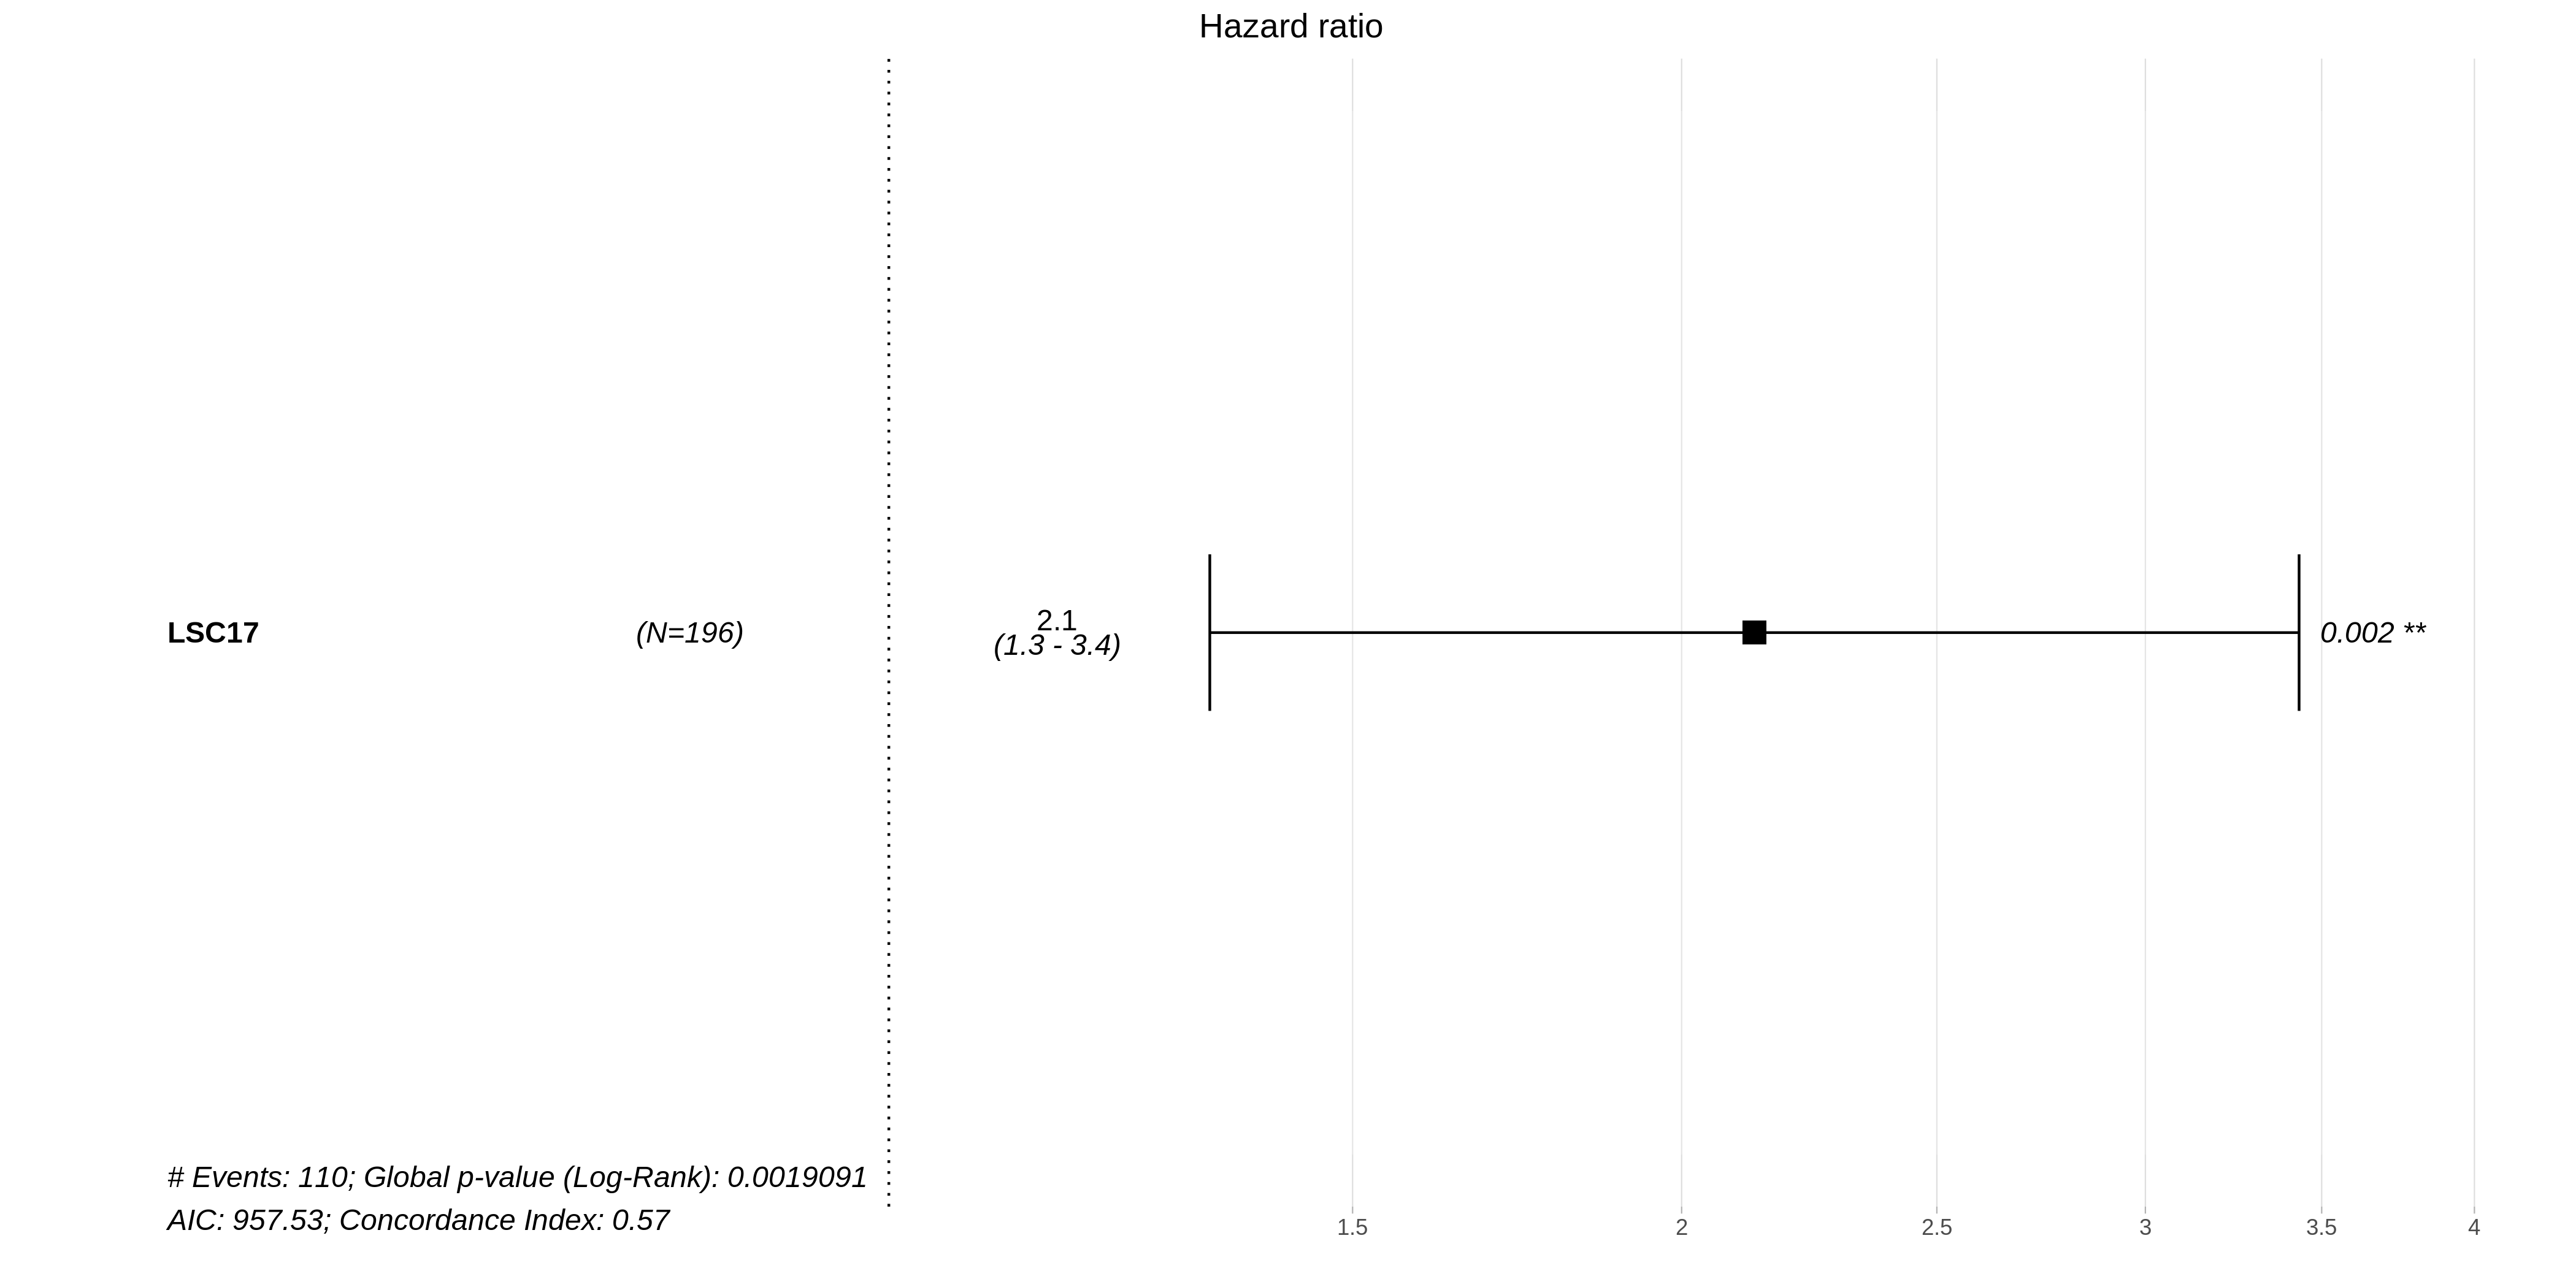 Hazard ratio
LSC17
(N=196)
2.1
(1.3 - 3.4)
0.002 **
# Events: 110; Global p-value (Log-Rank): 0.0019091
AIC: 957.53; Concordance Index: 0.57
1.5 2 2.5 3 3.5 4